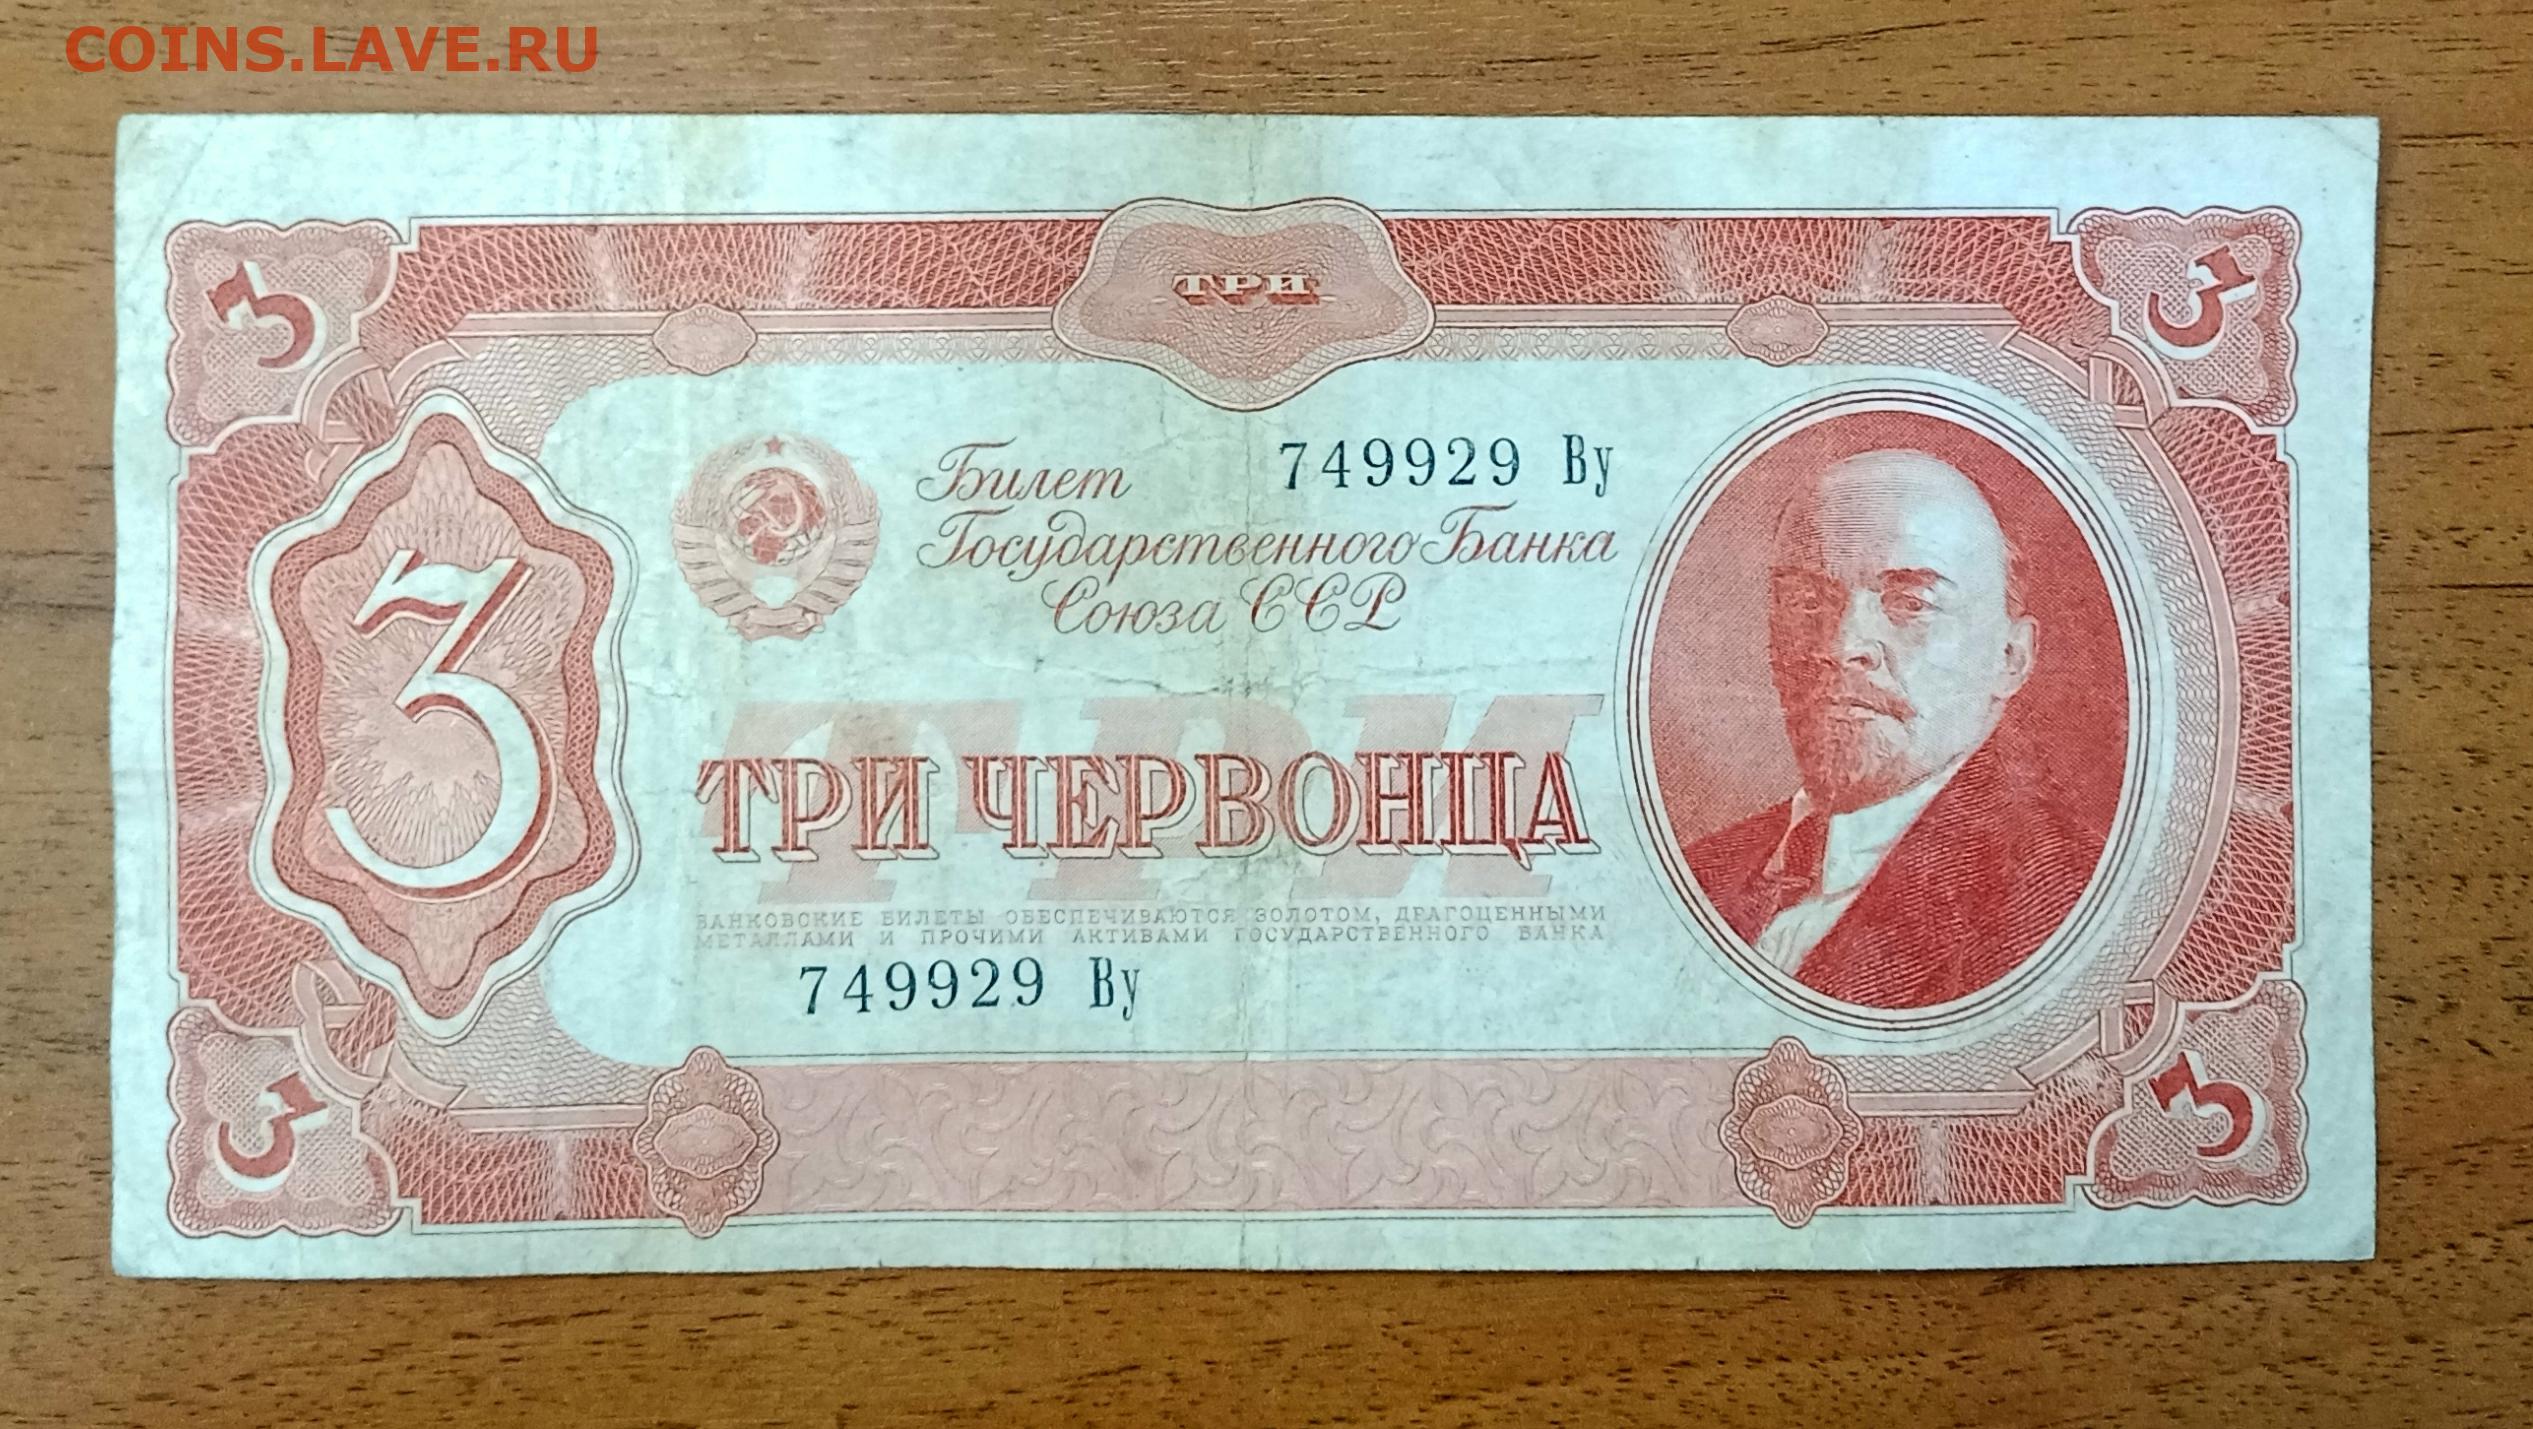 COINS.LAVE.RU
ТРИ
3
3
Билет 749929 Ву
Государственного Банка
Союза ССР
3
ТРИ
ТРИ ЧЕРВОНЦА
БАНКОВСКИЕ БИЛЕТЫ ОБЕСПЕЧИВАЮТСЯ ЗОЛОТОМ, ДРАГОЦЕННЫМИ
МЕТАЛЛАМИ И ПРОЧИМИ АКТИВАМИ ГОСУДАРСТВЕННОГО БАНКА
749929 Ву
3
3